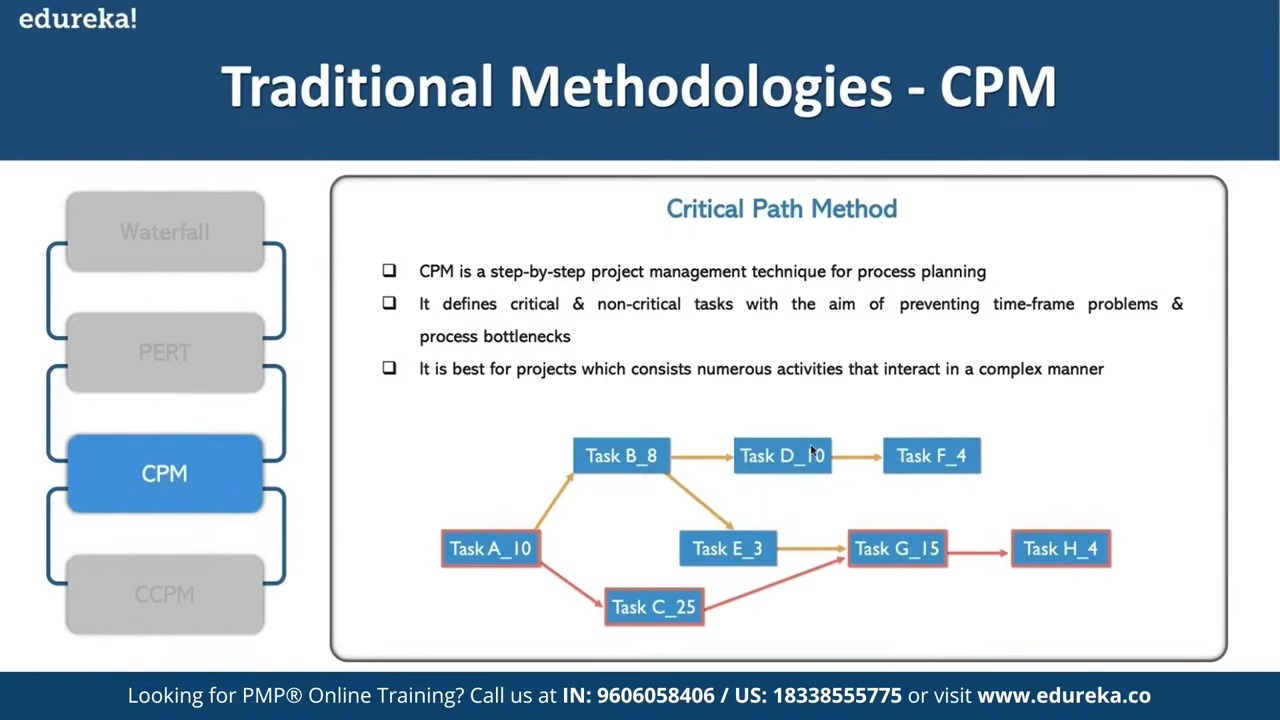 edureka!
Traditional Methodologies - CPM
Waterfall
PERT
CPM
CCPM
Critical Path Method
CPM is a step-by-step project management technique for process planning
It defines critical & non-critical tasks with the aim of preventing time-frame problems &
process bottlenecks
It is best for projects which consists numerous activities that interact in a complex manner
Task B_8
Task D_10
Task F_4
Task A_10
Task E_3
Task G_15
Task H_4
Task C_25
Looking for PMP® Online Training? Call us at IN: 9606058406 / US: 18338555775 or visit www.edureka.co